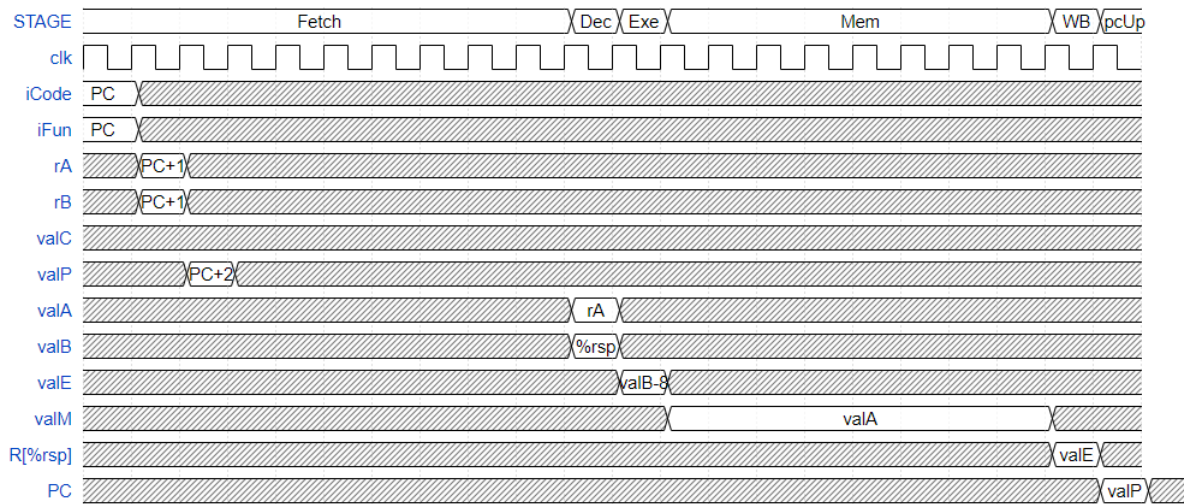 STAGE Fetch Dec Exe Mem WB pcUp
clk
iCode PC
iFun PC
rA PC+1
rB PC+1
valC
valP PC+2
valA rA
valB %rsp
valE valB-8
valM valA
R[%rsp] valE
PC valP